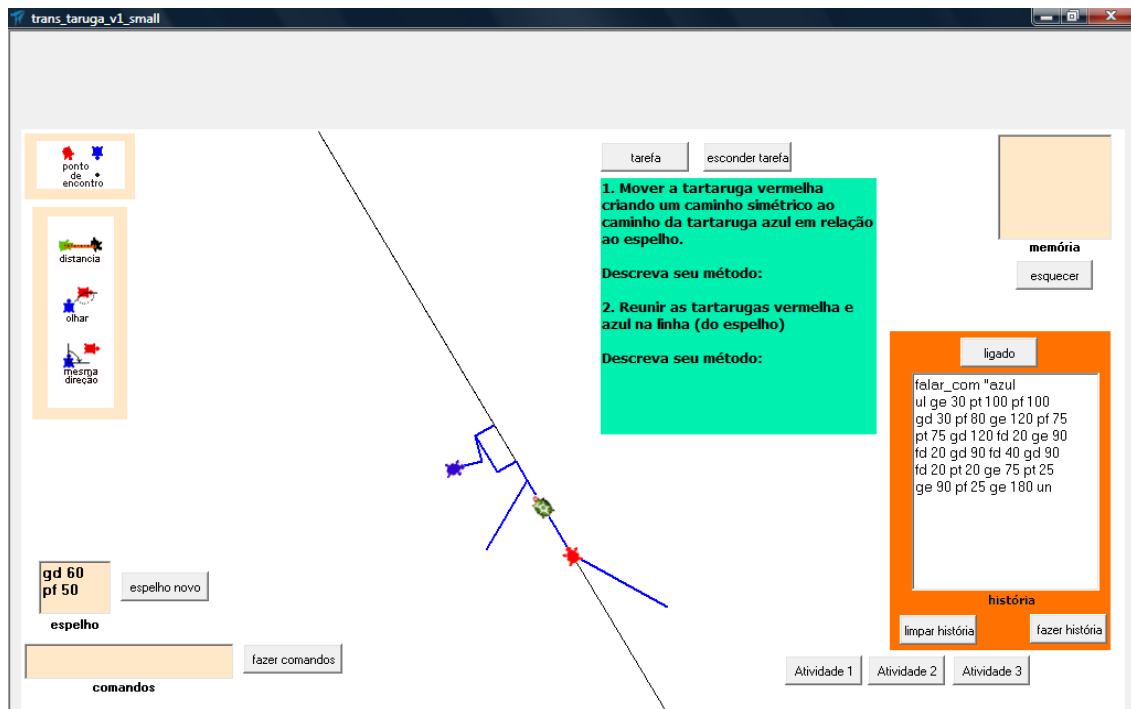 trans_taruga_v1_small
ponto
de
encontro
distancia
olhar
mesma
direção
tarefa
esconder tarefa
1. Mover a tartaruga vermelha
criando um caminho simétrico ao
caminho da tartaruga azul em relação
ao espelho.
Descreva seu método:
2. Reunir as tartarugas vermelha e
azul na linha (do espelho)
Descreva seu método:
memória
esquecer
ligado
falar_com "azul
ul ge 30 pt 100 pf 100
gd 30 pf 80 ge 120 pf 75
pt 75 gd 120 fd 20 ge 90
fd 20 gd 90 fd 40 gd 90
fd 20 pt 20 ge 75 pt 25
ge 90 pf 25 ge 180 un
história
limpar história
fazer história
gd 60
pf 50
espelho novo
espelho
fazer comandos
comandos
Atividade 1
Atividade 2
Atividade 3